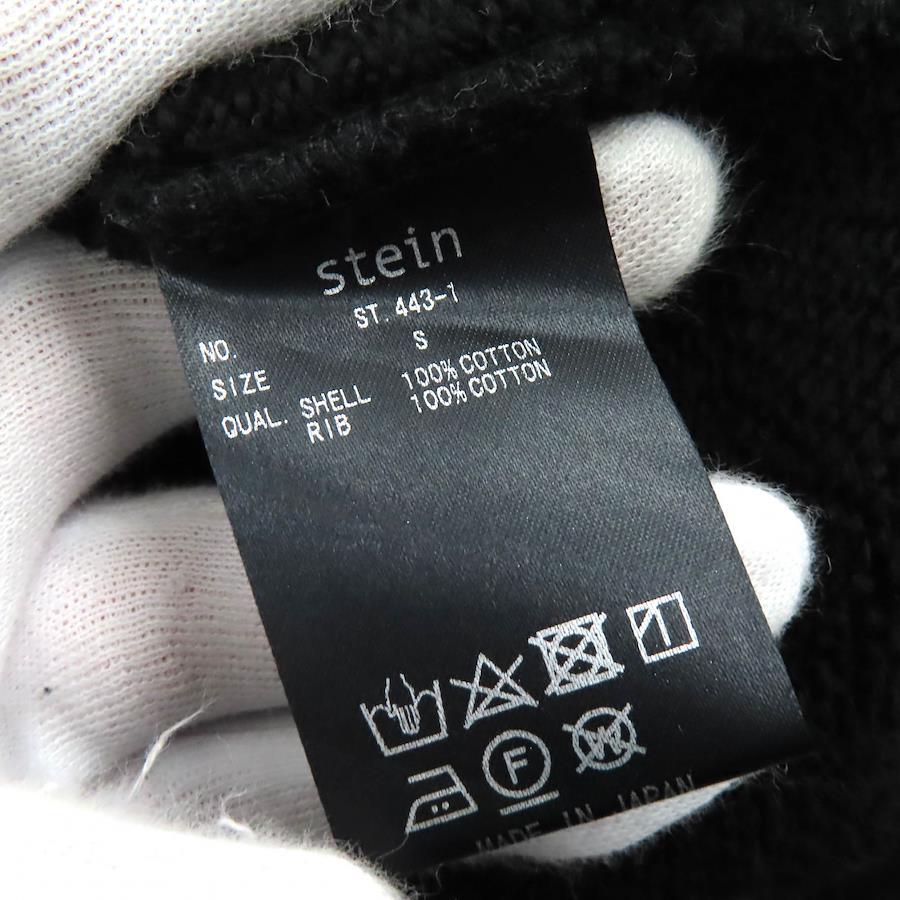 stein
NO. ST.443-1
SIZE S
QUAL. SHELL 100% COTTON
RIB 100% COTTON
F
W
MADE IN JAPAN